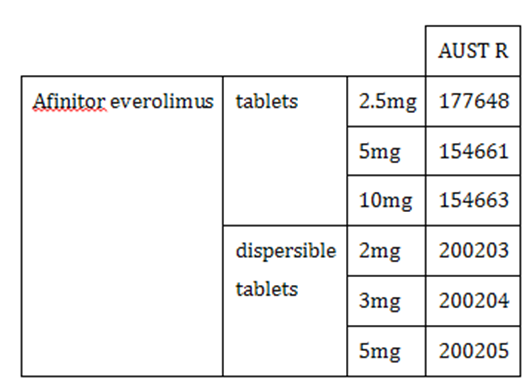 AUST R
Afinitor everolimus tablets 2.5mg 177648
5mg 154661
10mg 154663
dispersible 2mg 200203
tablets
3mg 200204
5mg 200205